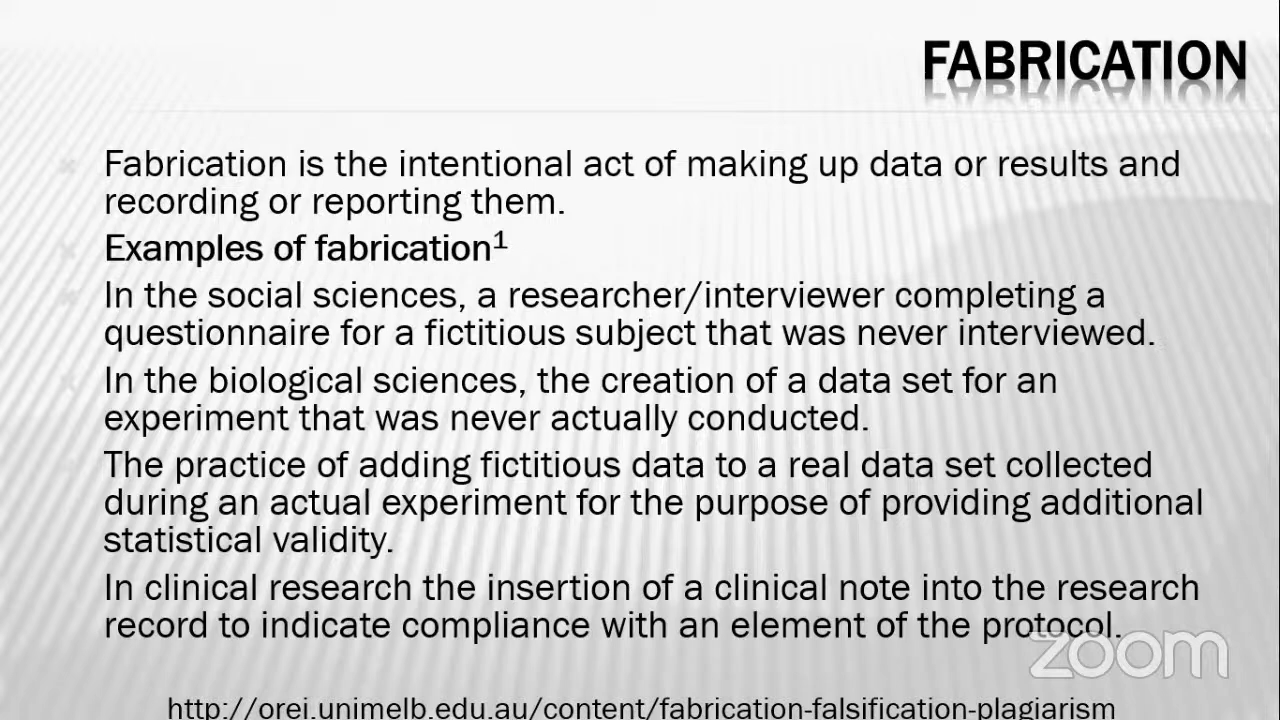 FABRICATION
Fabrication is the intentional act of making up data or results and
recording or reporting them.
Examples of fabrication¹
In the social sciences, a researcher/interviewer completing a
questionnaire for a fictitious subject that was never interviewed.
In the biological sciences, the creation of a data set for an
experiment that was never actually conducted.
The practice of adding fictitious data to a real data set collected
during an actual experiment for the purpose of providing additional
statistical validity.
In clinical research the insertion of a clinical note into the research
record to indicate compliance with an element of the protocol.
zoom
http://orei.unimelb.edu.au/content/fabrication-falsification-plagiarism